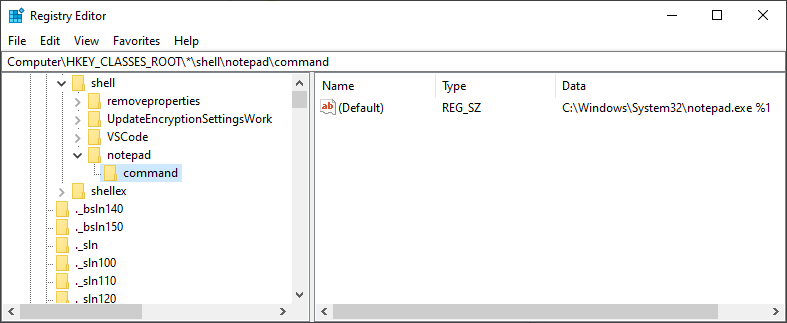 Registry Editor
File Edit View Favorites Help
Computer\HKEY_CLASSES_ROOT\*\shell\notepad\command
shell
removeproperties
UpdateEncryptionSettingsWork
VSCode
notepad
command
shellex
._bsln140
._bsln150
._sln
._sln100
._sln110
._sln120
Name Type Data
ab (Default) REG_SZ C:\Windows\System32\notepad.exe %1